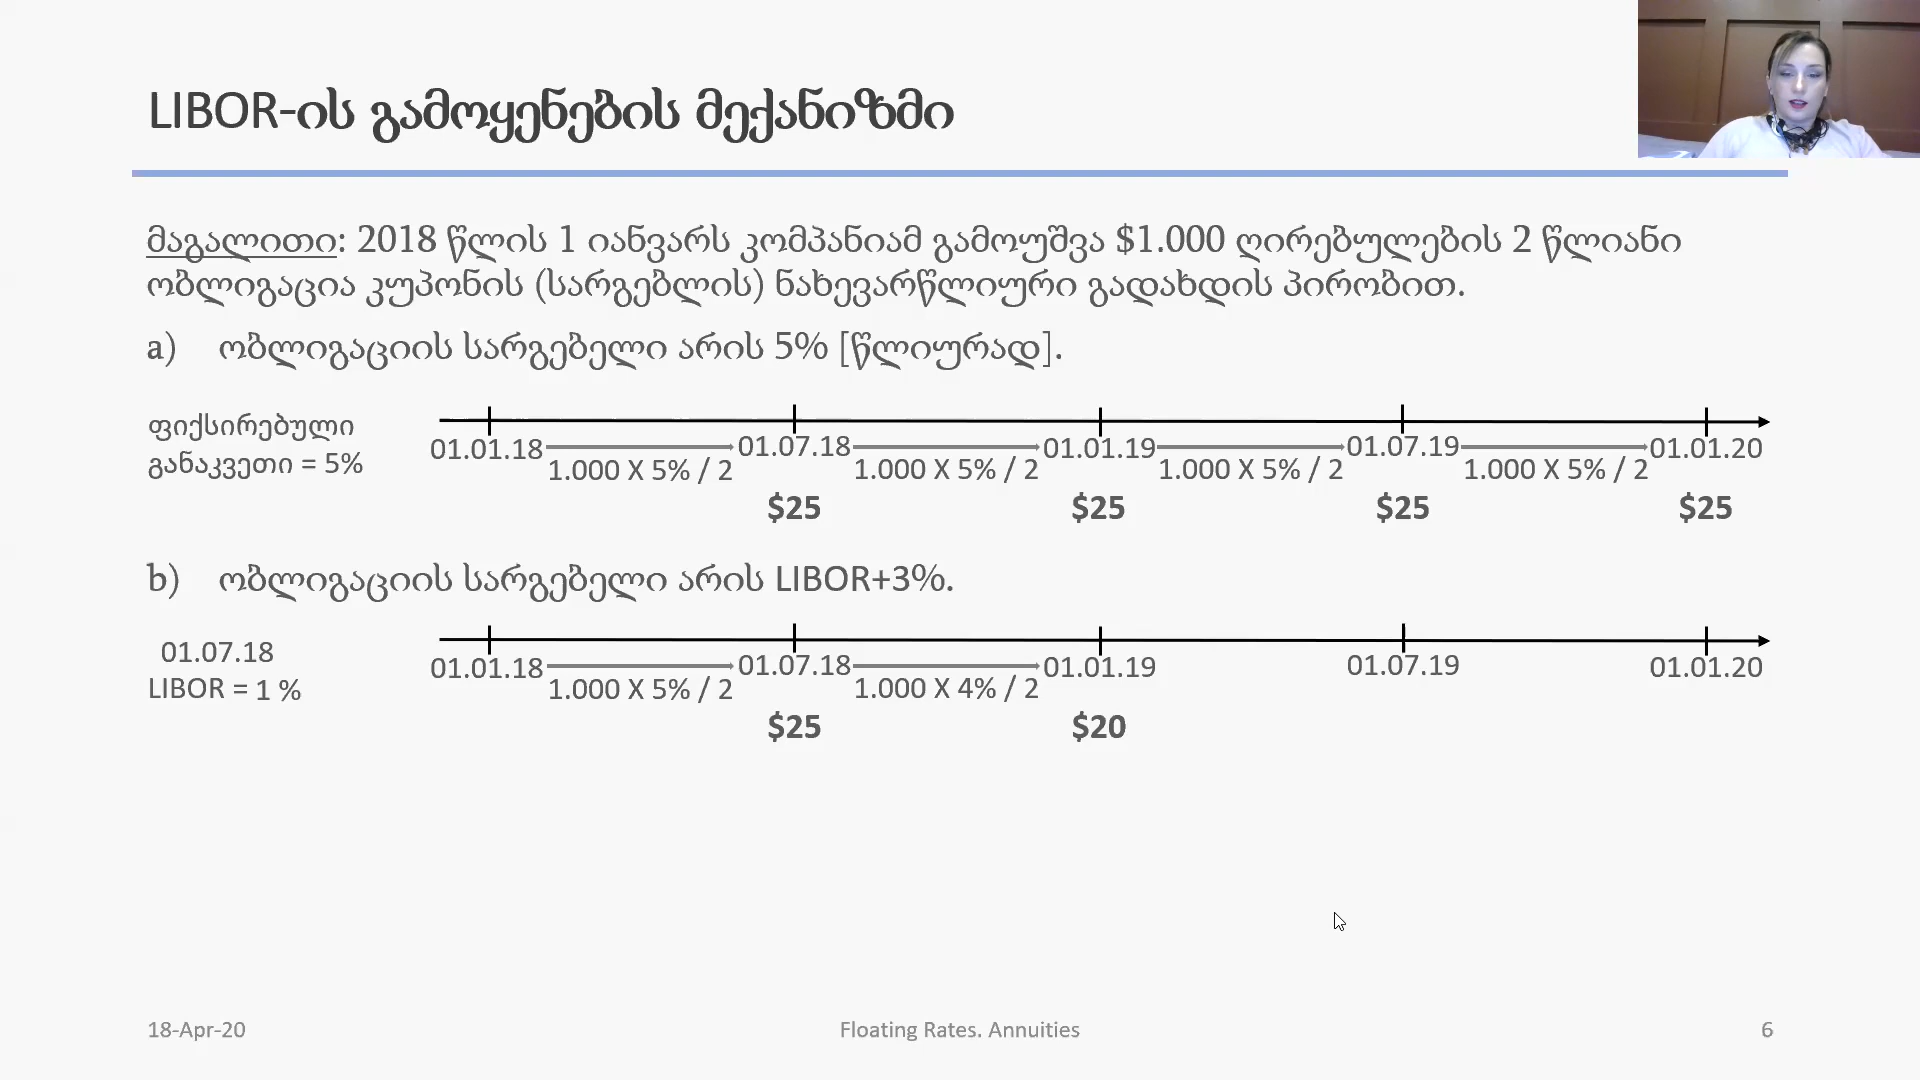 LIBOR-ის გამოყენების მექანიზმი
მაგალითი: 2018 წლის 1 იანვარს კომპანიამ გამოუშვა $1.000 ღირებულების 2 წლიანი
ობლიგაცია კუპონის (სარგებლის) ნახევარწლიური გადახდის პირობით.
a) ობლიგაციის სარგებელი არის 5% [წლიურად].
ფიქსირებული
განაკვეთი = 5%
01.01.18 01.07.18 01.01.19 01.07.19 01.01.20
1.000 X 5% / 2 1.000 X 5% / 2 1.000 X 5% / 2 1.000 X 5% / 2
$25 $25 $25 $25
b) ობლიგაციის სარგებელი არის LIBOR+3%.
01.07.18
LIBOR = 1 %
01.01.18 01.07.18 01.01.19 01.07.19 01.01.20
1.000 X 5% / 2 1.000 X 4% / 2
$25 $20
18-Apr-20 Floating Rates. Annuities 6